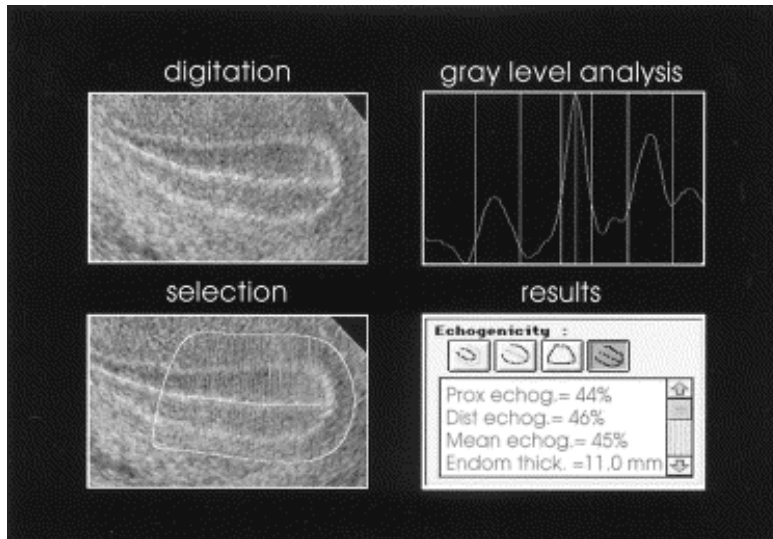 digitation
gray level analysis
selection
results
Echogenicity :
Prox echog.= 44%
Dist echog.= 46%
Mean echog.= 45%
Endom thick. =11.0 mm